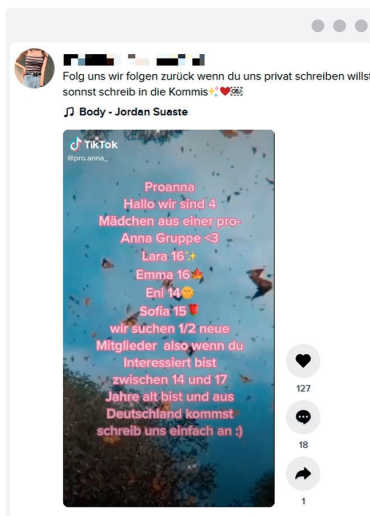 Folg uns wir folgen zurück wenn du uns privat schreiben willst
sonnst schreib in die Kommis
Body - Jordan Suaste
TikTok
@pro.anna_
Proanna
Hallo wir sind 4
Mädchen aus einer pro-
Anna Gruppe <3
Lara 16
Emma 16
Eni 14
Sofia 15
wir suchen 1/2 neue
Mitglieder also wenn du
Interessiert bist
zwischen 14 und 17
Jahre alt bist und aus
Deutschland kommst
schreib uns einfach an :)
127
18
1